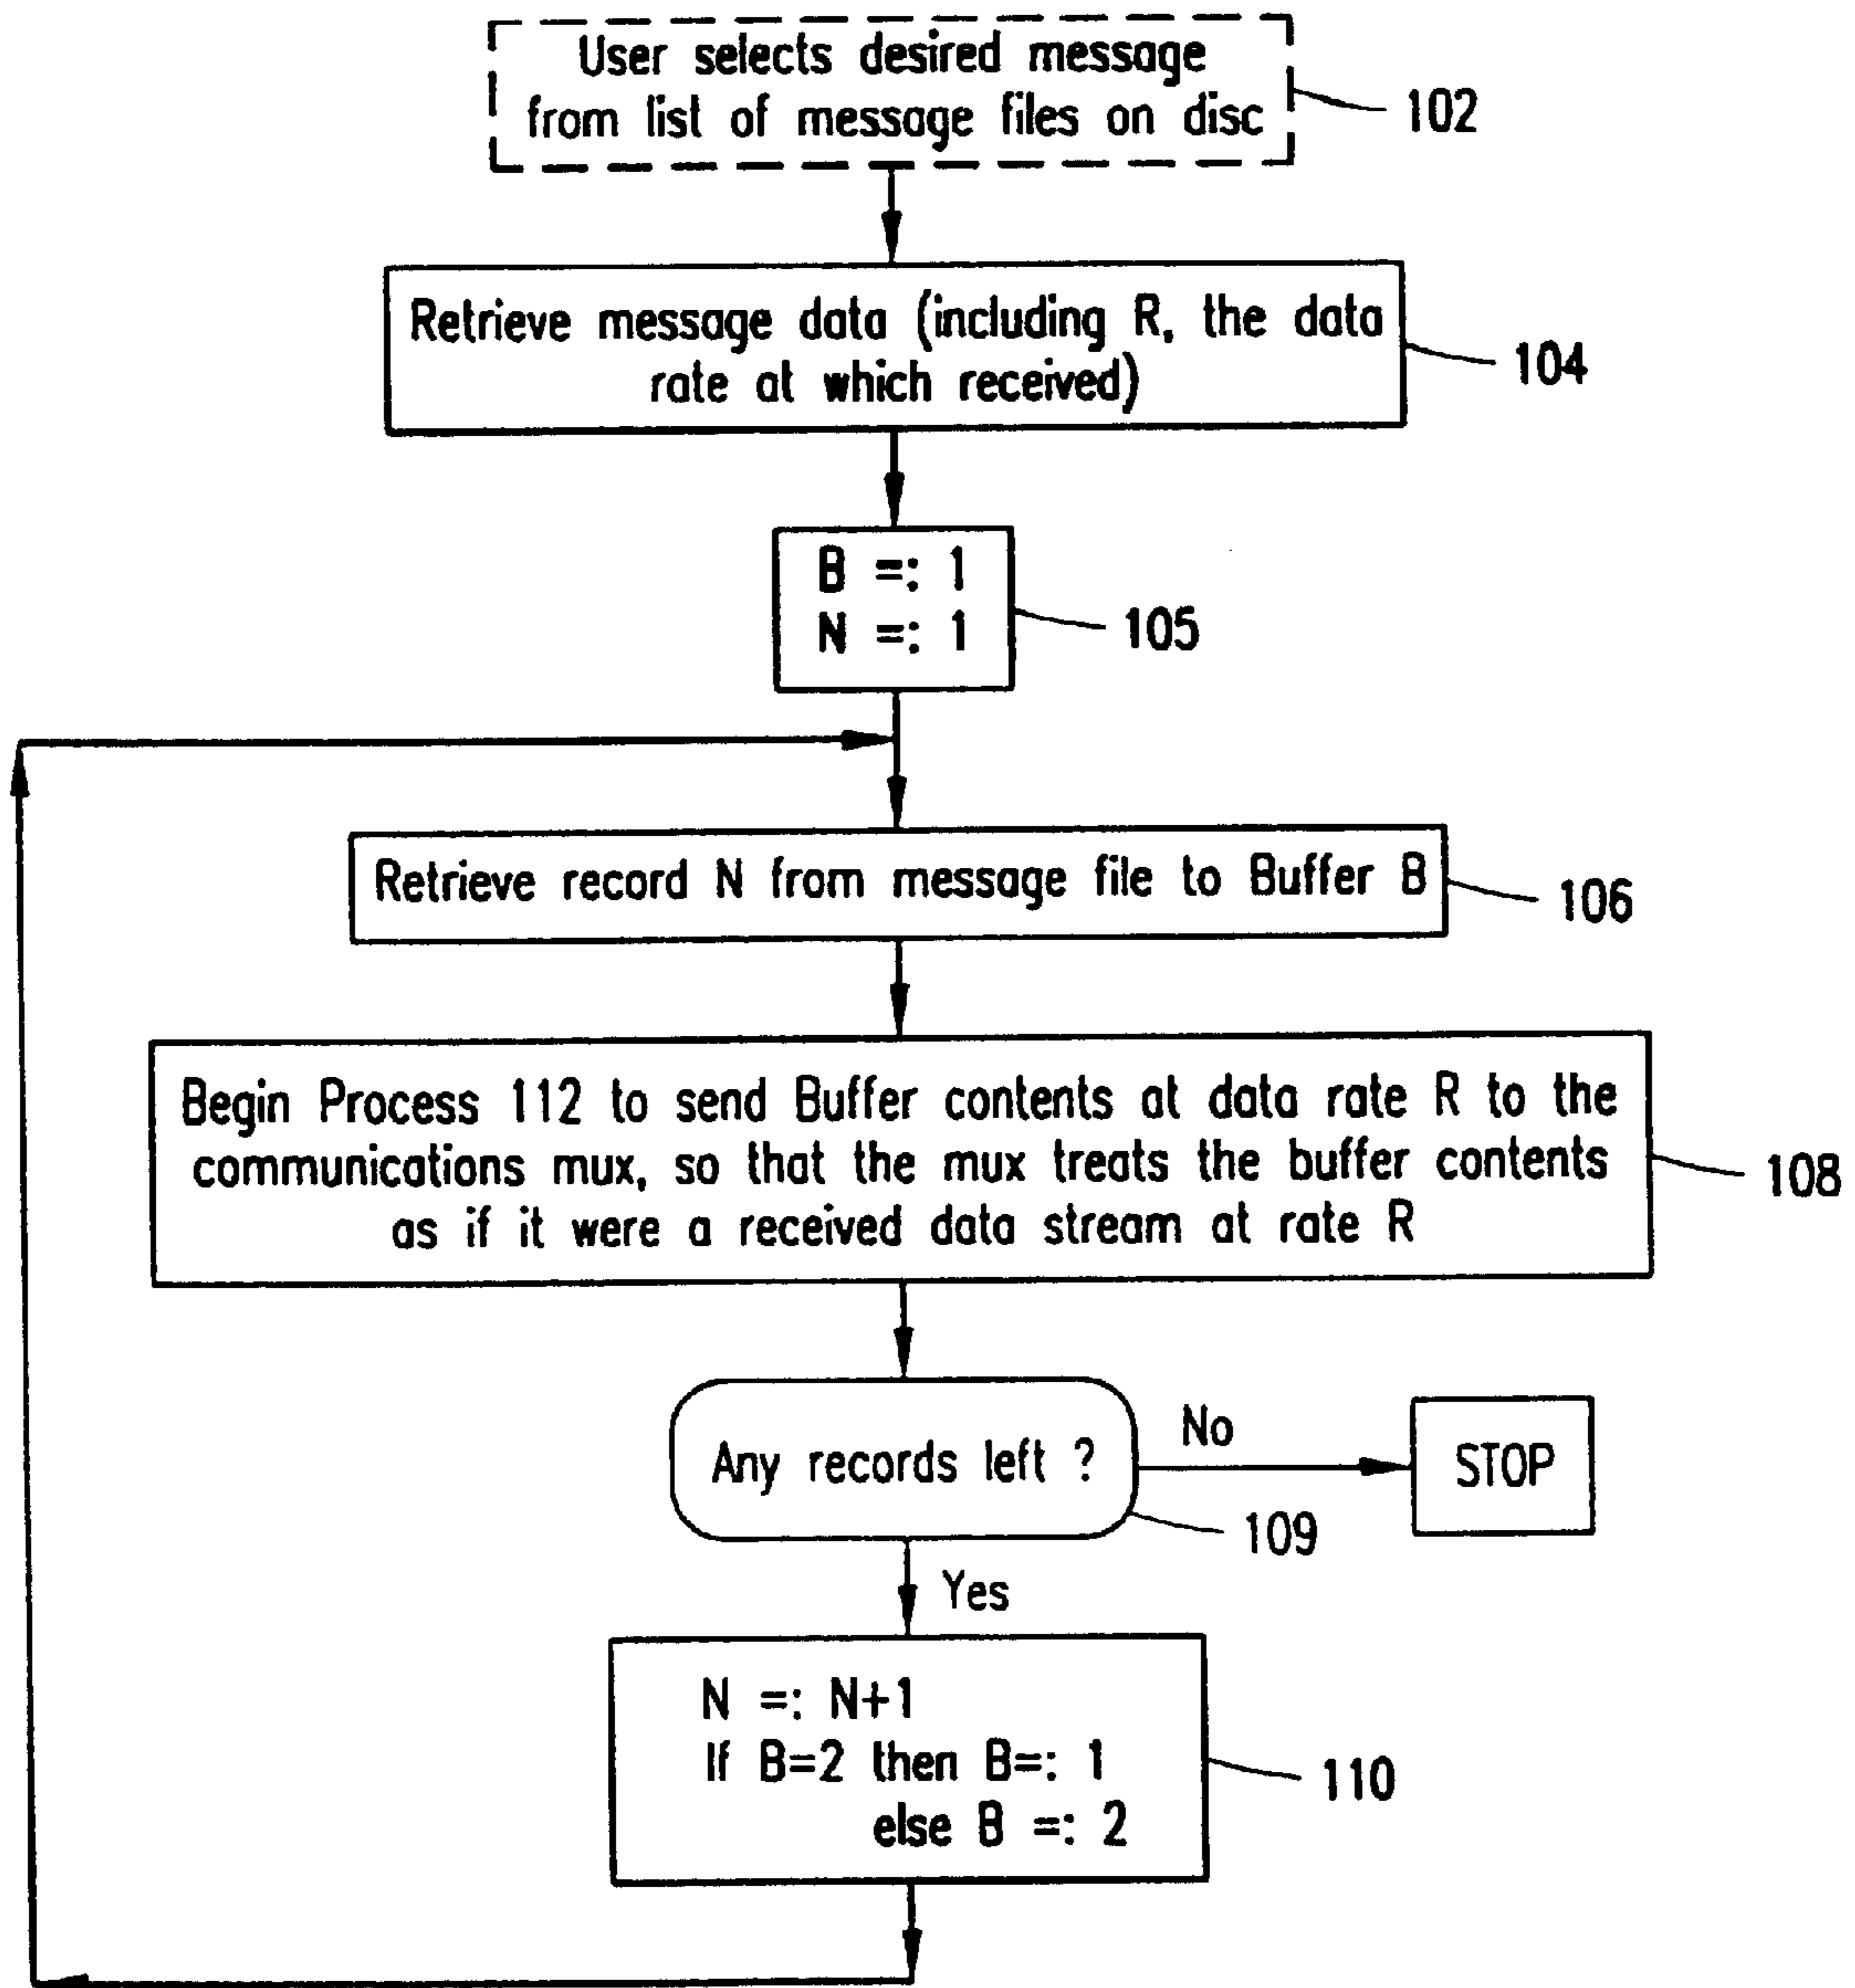 User selects desired message
from list of message files on disc
102
Retrieve message data (including R, the data
rate at which received)
104
B =: 1
N =: 1
105
Retrieve record N from message file to Buffer B
106
Begin Process 112 to send Buffer contents at data rate R to the
communications mux, so that the mux treats the buffer contents
as if it were a received data stream at rate R
108
Any records left ?
No
STOP
109
Yes
N =: N+1
If B=2 then B=: 1
else B =: 2
110